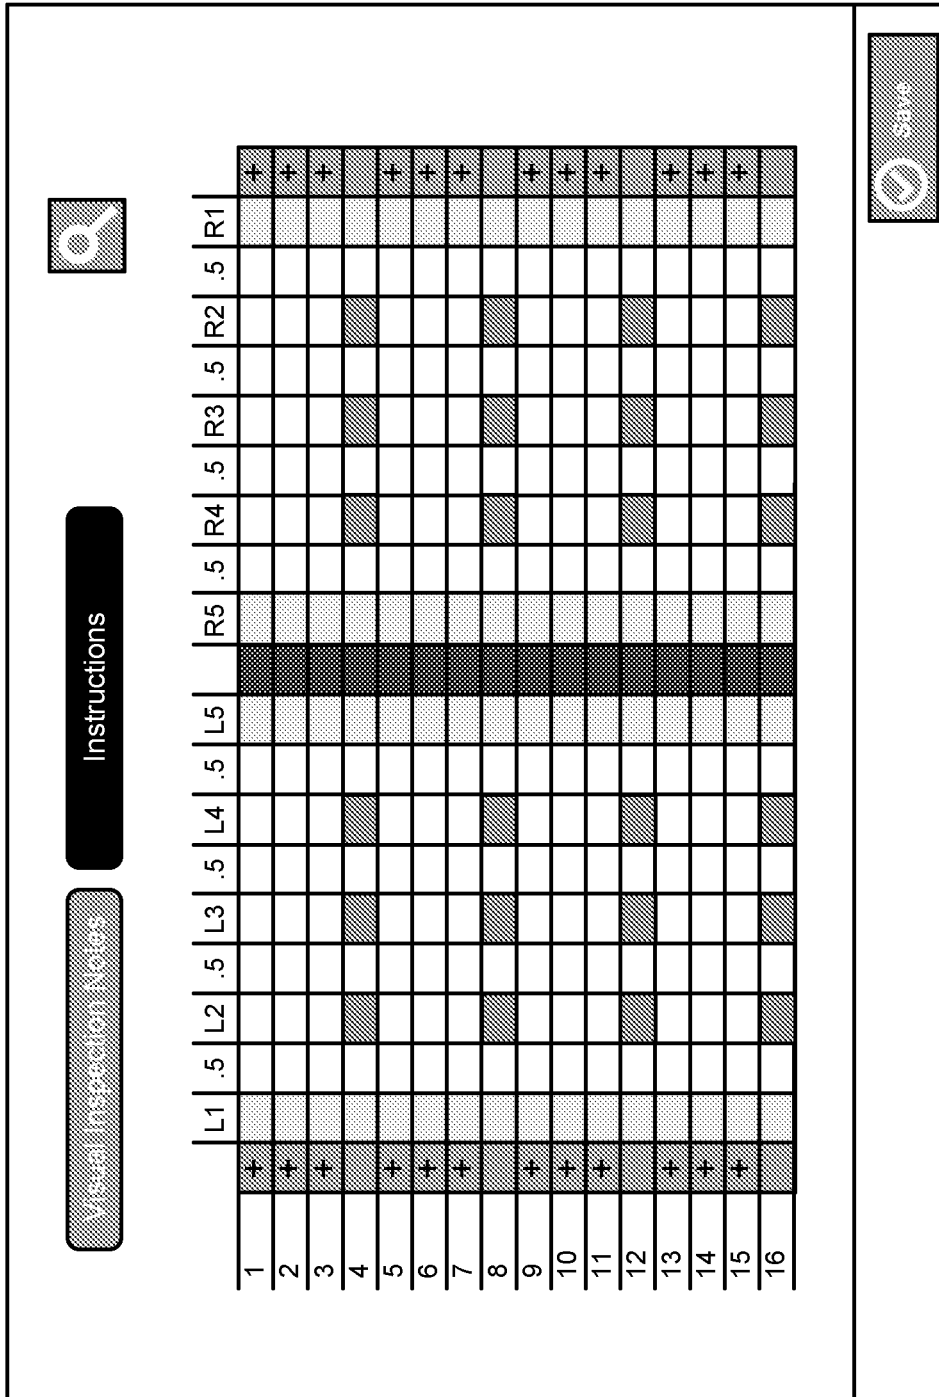 Visual Inspection Notes Instructions
L1 .5 L2 .5 L3 .5 L4 .5 L5 R5 .5 R4 .5 R3 .5 R2 .5 R1
1 + +
2 + +
3 + +
4
5 + +
6 + +
7 + +
8
9 + +
10 + +
11 + +
12
13 + +
14 + +
15 + +
16
Save